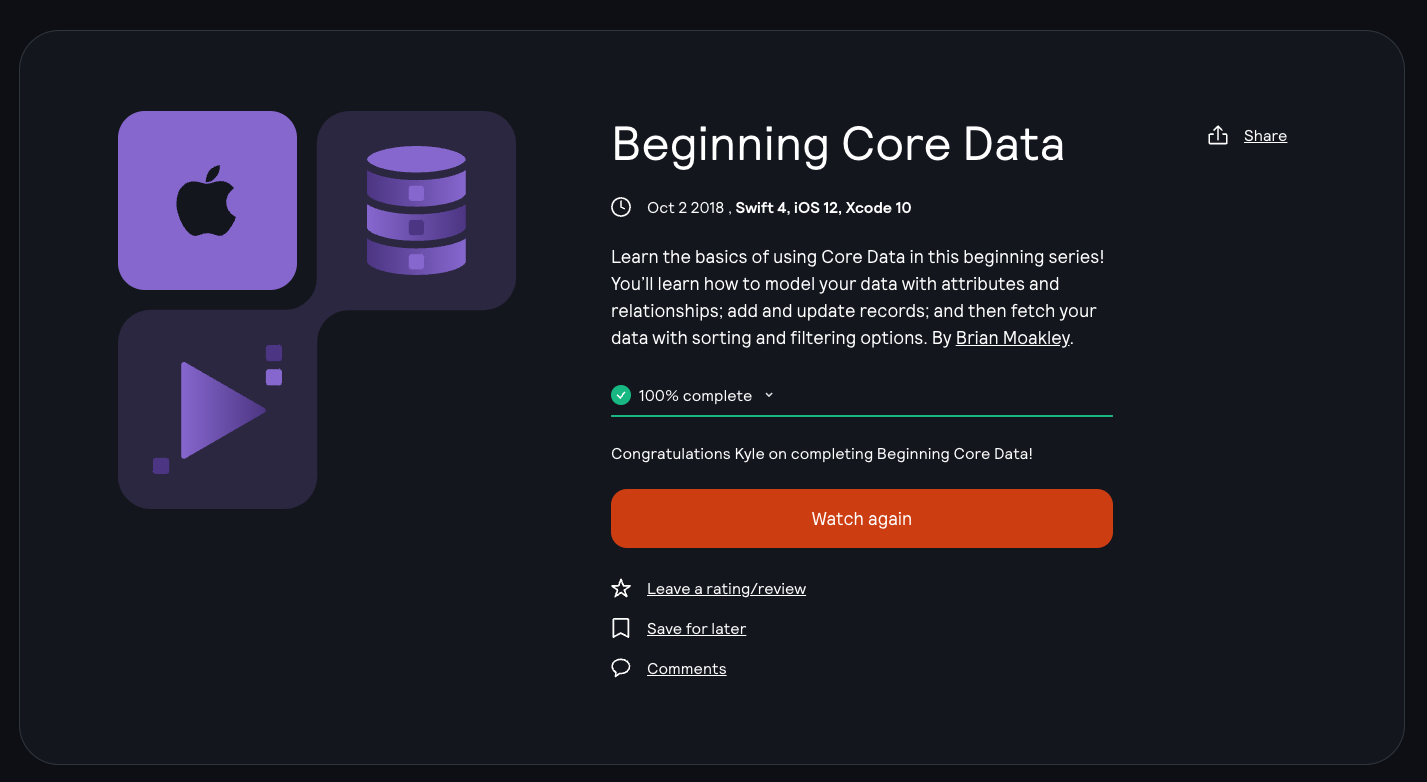 Beginning Core Data
Share
Oct 2 2018 , Swift 4, iOS 12, Xcode 10
Learn the basics of using Core Data in this beginning series!
You’ll learn how to model your data with attributes and
relationships; add and update records; and then fetch your
data with sorting and filtering options. By Brian Moakley.
100% complete
Congratulations Kyle on completing Beginning Core Data!
Watch again
Leave a rating/review
Save for later
Comments